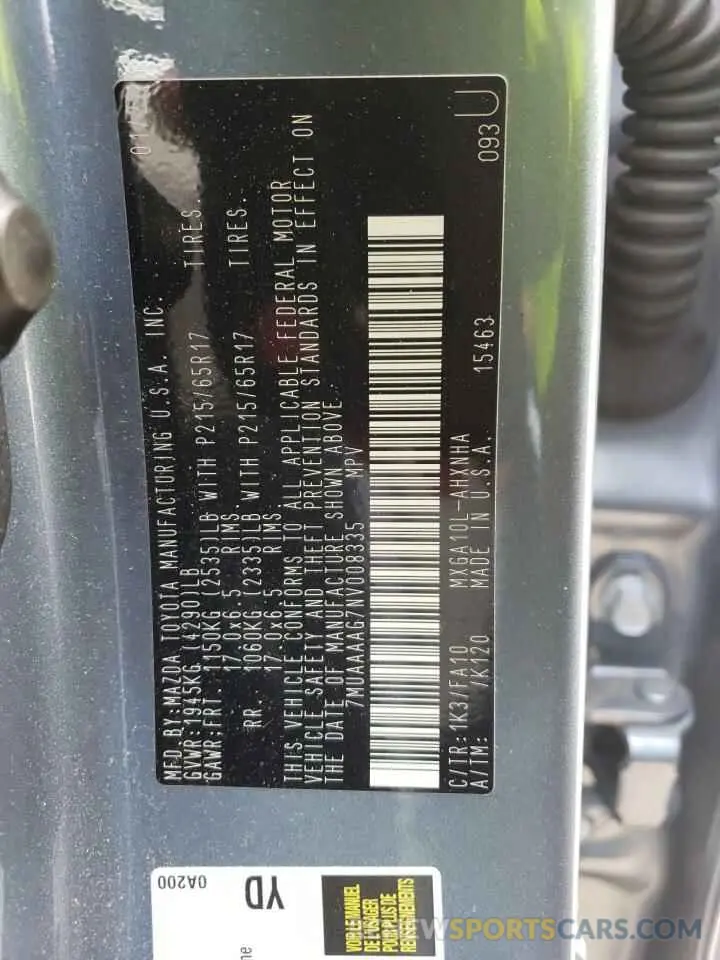 MFD.BY:MAZDA TOYOTA MANUFACTURING U.S.A. INC.
GVWR:1945KG (4290)LB
GAWR:FRT. 1150KG (2535)LB WITH P215/65R17 TIRES.
17.0x6.5 RIMS.
RR. 1060KG (2335)LB WITH P215/65R17 TIRES.
17.0x6.5 RIMS.
THIS VEHICLE CONFORMS TO ALL APPLICABLE FEDERAL MOTOR
VEHICLE SAFETY AND THEFT PREVENTION STANDARDS IN EFFECT ON
THE DATE OF MANUFACTURE SHOWN ABOVE.
7MUAAAAG7NV008335 MPV
C/TR:1K3/FA10 MXGA10L-AHXNHA 093 U
A/TM: /K120 MADE IN U.S.A. 15463
0A200
YD
VOIR LE MANUEL
DE L'USAGER
POUR PLUS DE
RENSEIGNEMENTS
VIEWSPORTSCARS.COM